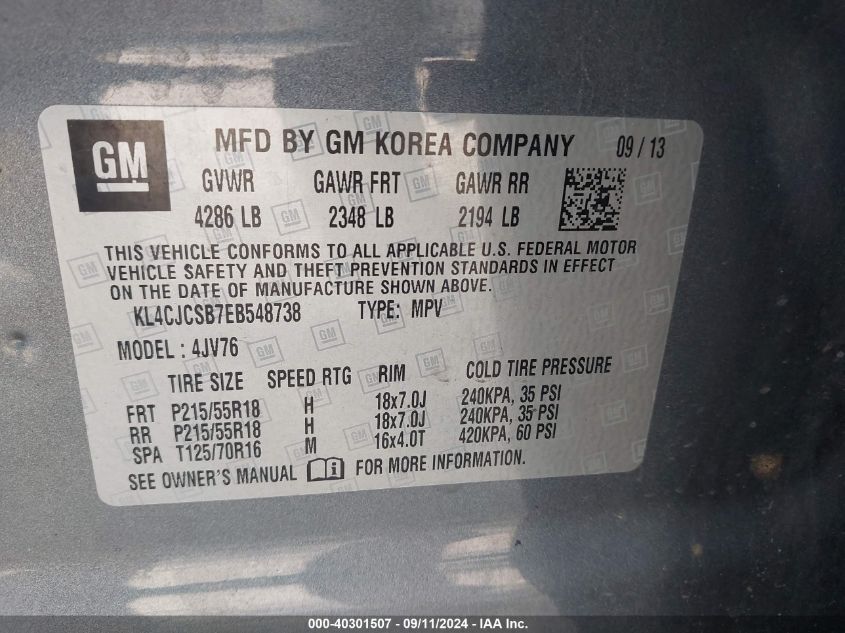 GM MFD BY GM KOREA COMPANY 09 / 13
GVWR GAWR FRT GAWR RR
4286 LB 2348 LB 2194 LB
THIS VEHICLE CONFORMS TO ALL APPLICABLE U.S. FEDERAL MOTOR
VEHICLE SAFETY AND THEFT PREVENTION STANDARDS IN EFFECT
ON THE DATE OF MANUFACTURE SHOWN ABOVE.
KL4CJCSB7EB548738 TYPE: MPV
MODEL : 4JV76
TIRE SIZE SPEED RTG RIM COLD TIRE PRESSURE
FRT P215/55R18 H 18x7.0J 240KPA, 35 PSI
RR P215/55R18 H 18x7.0J 240KPA, 35 PSI
SPA T125/70R16 M 16x4.0T 420KPA, 60 PSI
SEE OWNER'S MANUAL FOR MORE INFORMATION.
000-40301507 - 09/11/2024 - IAA Inc.